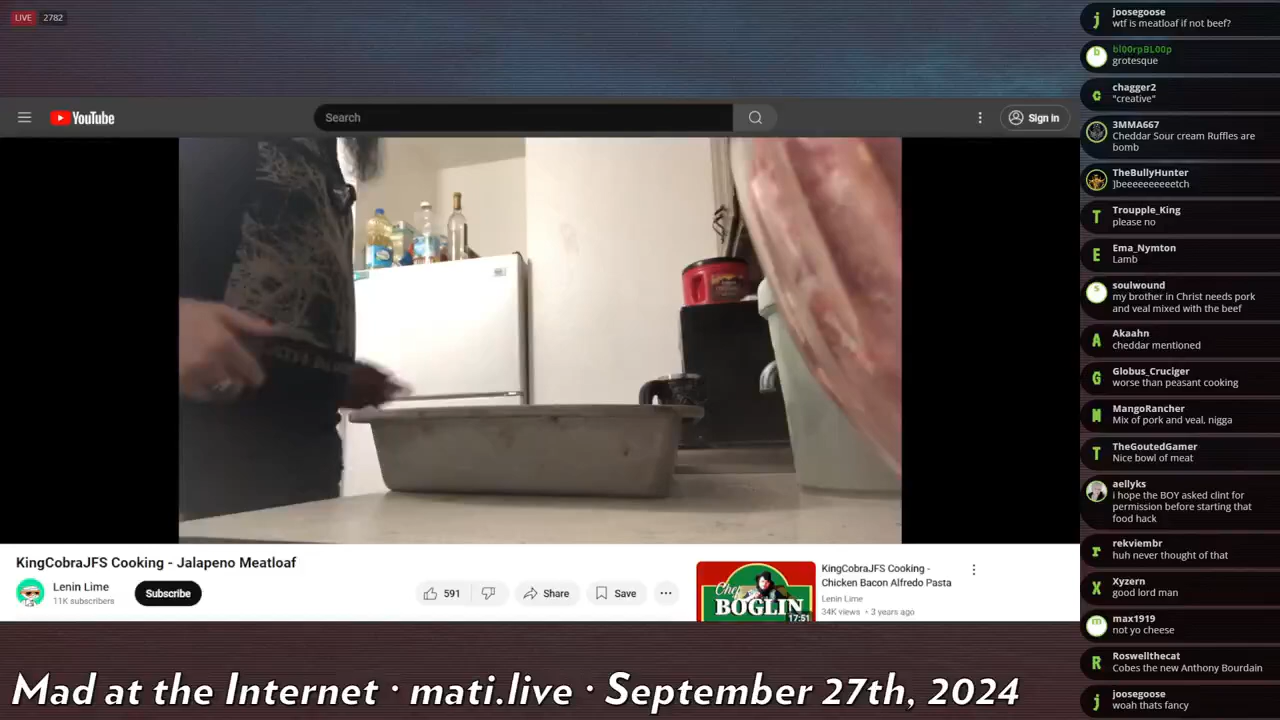 LIVE 2782
YouTube
Search
Sign in
KingCobraJFS Cooking - Jalapeno Meatloaf
Lenin Lime
11K subscribers
Subscribe
591
Share
Save
Chef
BOGLIN
17:51
KingCobraJFS Cooking -
Chicken Bacon Alfredo Pasta
Lenin Lime
34K views • 3 years ago
Mad at the Internet · mati.live · September 27th, 2024
joosegoose
wtf is meatloaf if not beef?
bl00rpBL00p
grotesque
chagger2
"creative"
3MMA667
Cheddar Sour cream Ruffles are
bomb
TheBullyHunter
]beeeeeeeeeetch
Troupple_King
please no
Ema_Nymton
Lamb
soulwound
my brother in Christ needs pork
and veal mixed with the beef
Akaahn
cheddar mentioned
Globus_Cruciger
worse than peasant cooking
MangoRancher
Mix of pork and veal, nigga
TheGoutedGamer
Nice bowl of meat
aellyks
i hope the BOY asked clint for
permission before starting that
food hack
rekviembr
huh never thought of that
Xyzern
good lord man
max1919
not yo cheese
Roswellthecat
Cobes the new Anthony Bourdain
joosegoose
woah thats fancy